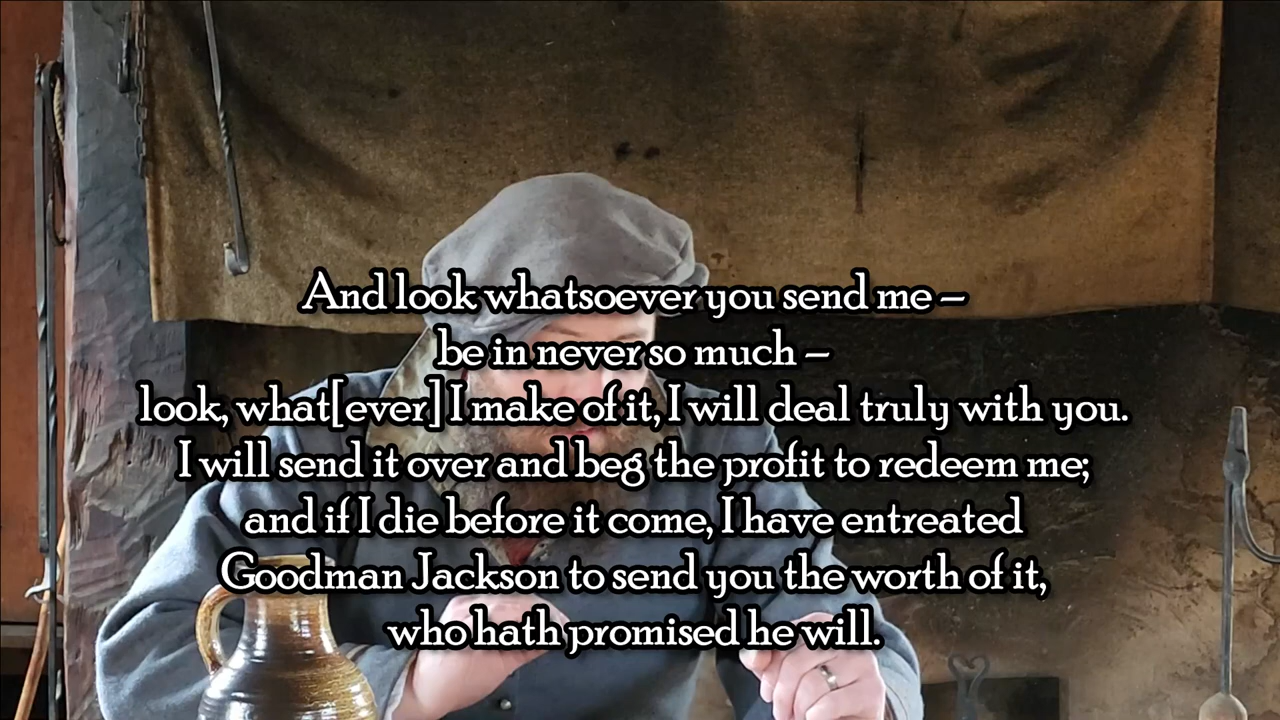 And look whatsoever you send me –
be in never so much –
look, what[ever] I make of it, I will deal truly with you.
I will send it over and beg the profit to redeem me;
and if I die before it come, I have entreated
Goodman Jackson to send you the worth of it,
who hath promised he will.